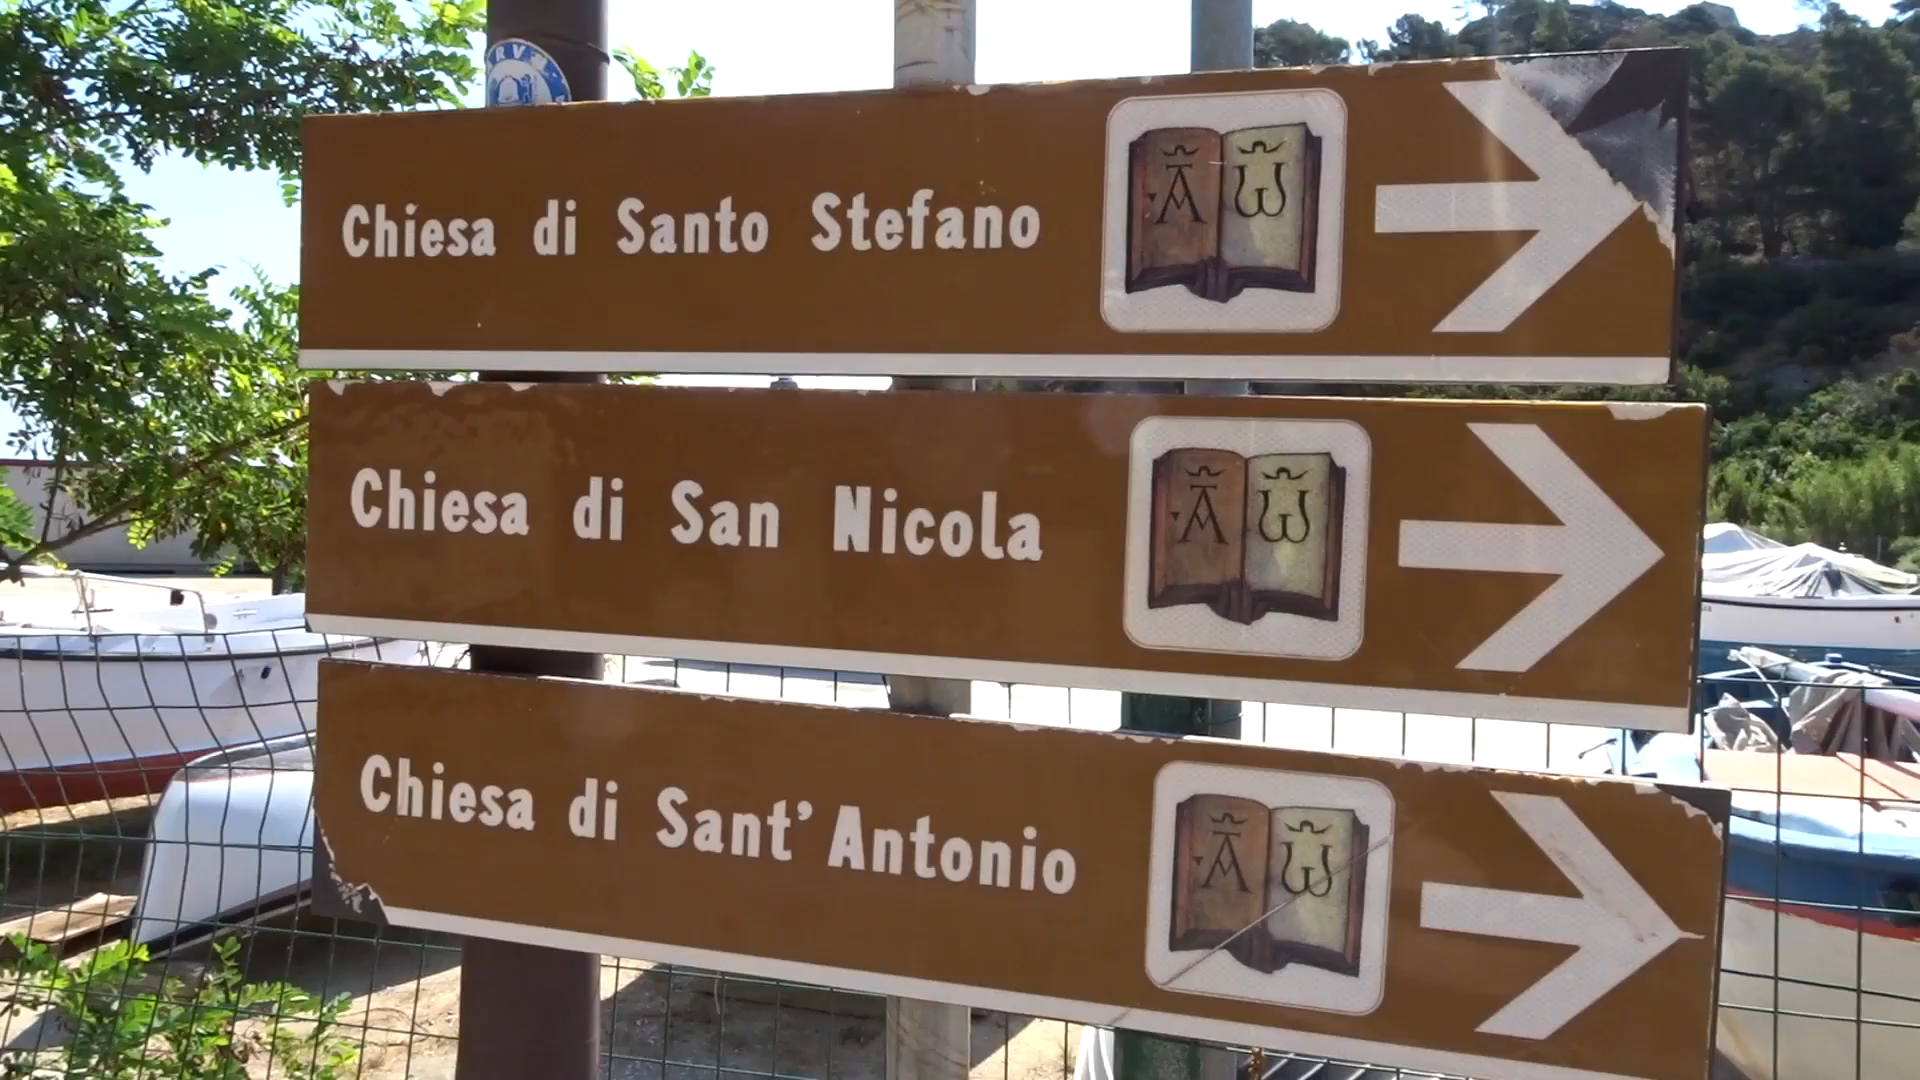 Chiesa di Santo Stefano
A ω
Chiesa di San Nicola
A ω
Chiesa di Sant'Antonio
A ω